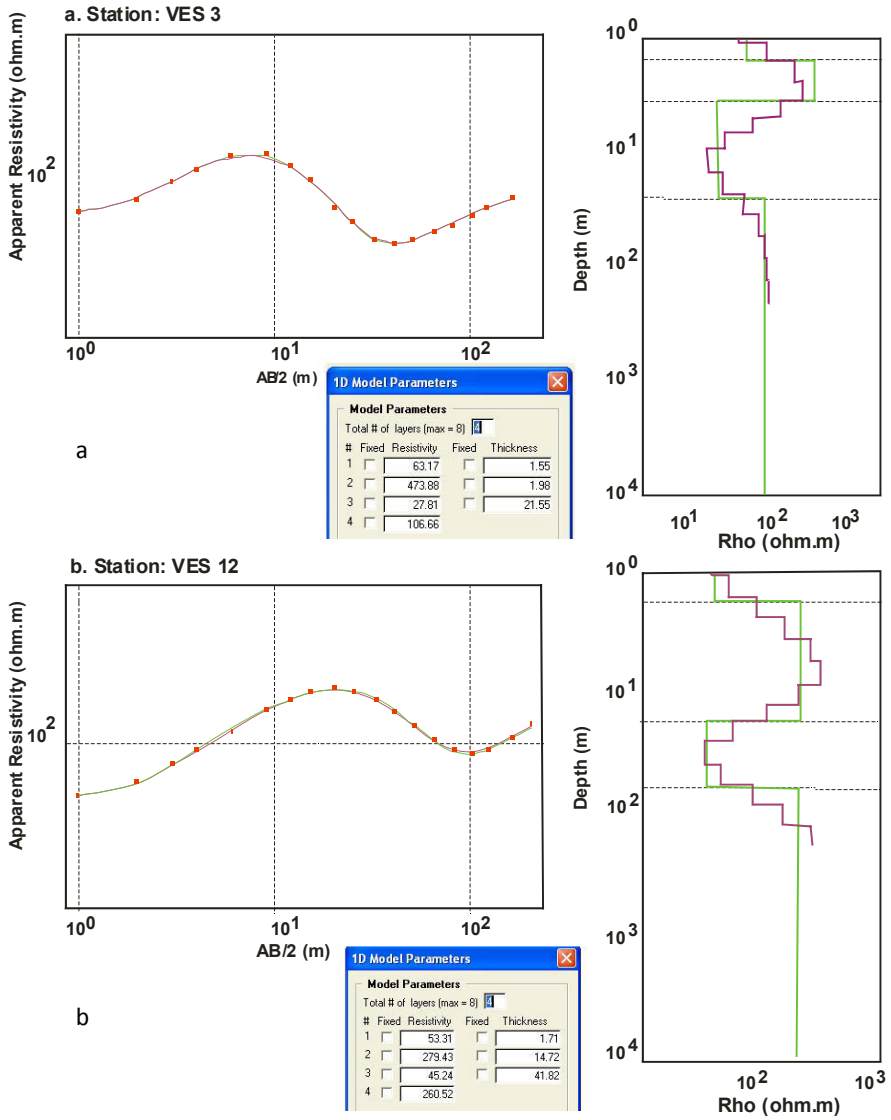 a. Station: VES 3
Apparent Resistivity (ohm.m)
10²
10⁰ 10¹ 10²
AB/2 (m)
Depth (m)
10⁰
10¹
10²
10³
10⁴
10¹ 10² 10³
Rho (ohm.m)
1D Model Parameters
Model Parameters
Total # of layers (max = 8) 4
# Fixed Resistivity Fixed Thickness
1 63.17 1.55
2 473.88 1.98
3 27.81 21.55
4 106.66
a
b. Station: VES 12
Apparent Resistivity (ohm.m)
10²
10⁰ 10¹ 10²
AB/2 (m)
Depth (m)
10⁰
10¹
10²
10³
10⁴
10² 10³
Rho (ohm.m)
1D Model Parameters
Model Parameters
Total # of layers (max = 8) 4
# Fixed Resistivity Fixed Thickness
1 53.31 1.71
2 279.43 14.72
3 45.24 41.82
4 260.52
b